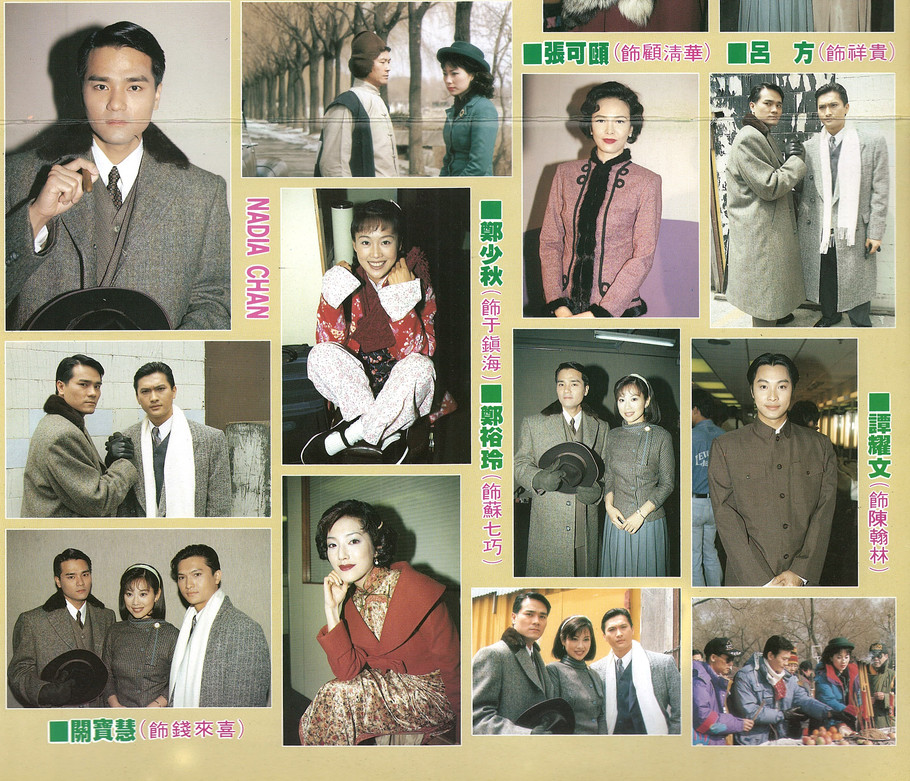 ■張可頤(飾顧清華)
■呂 方(飾祥貴)
NADIA CHAN
■鄭少秋(飾于鎮海)
■鄭裕玲(飾蘇七巧)
■譚耀文(飾陳翰林)
■關寶慧(飾錢來喜)